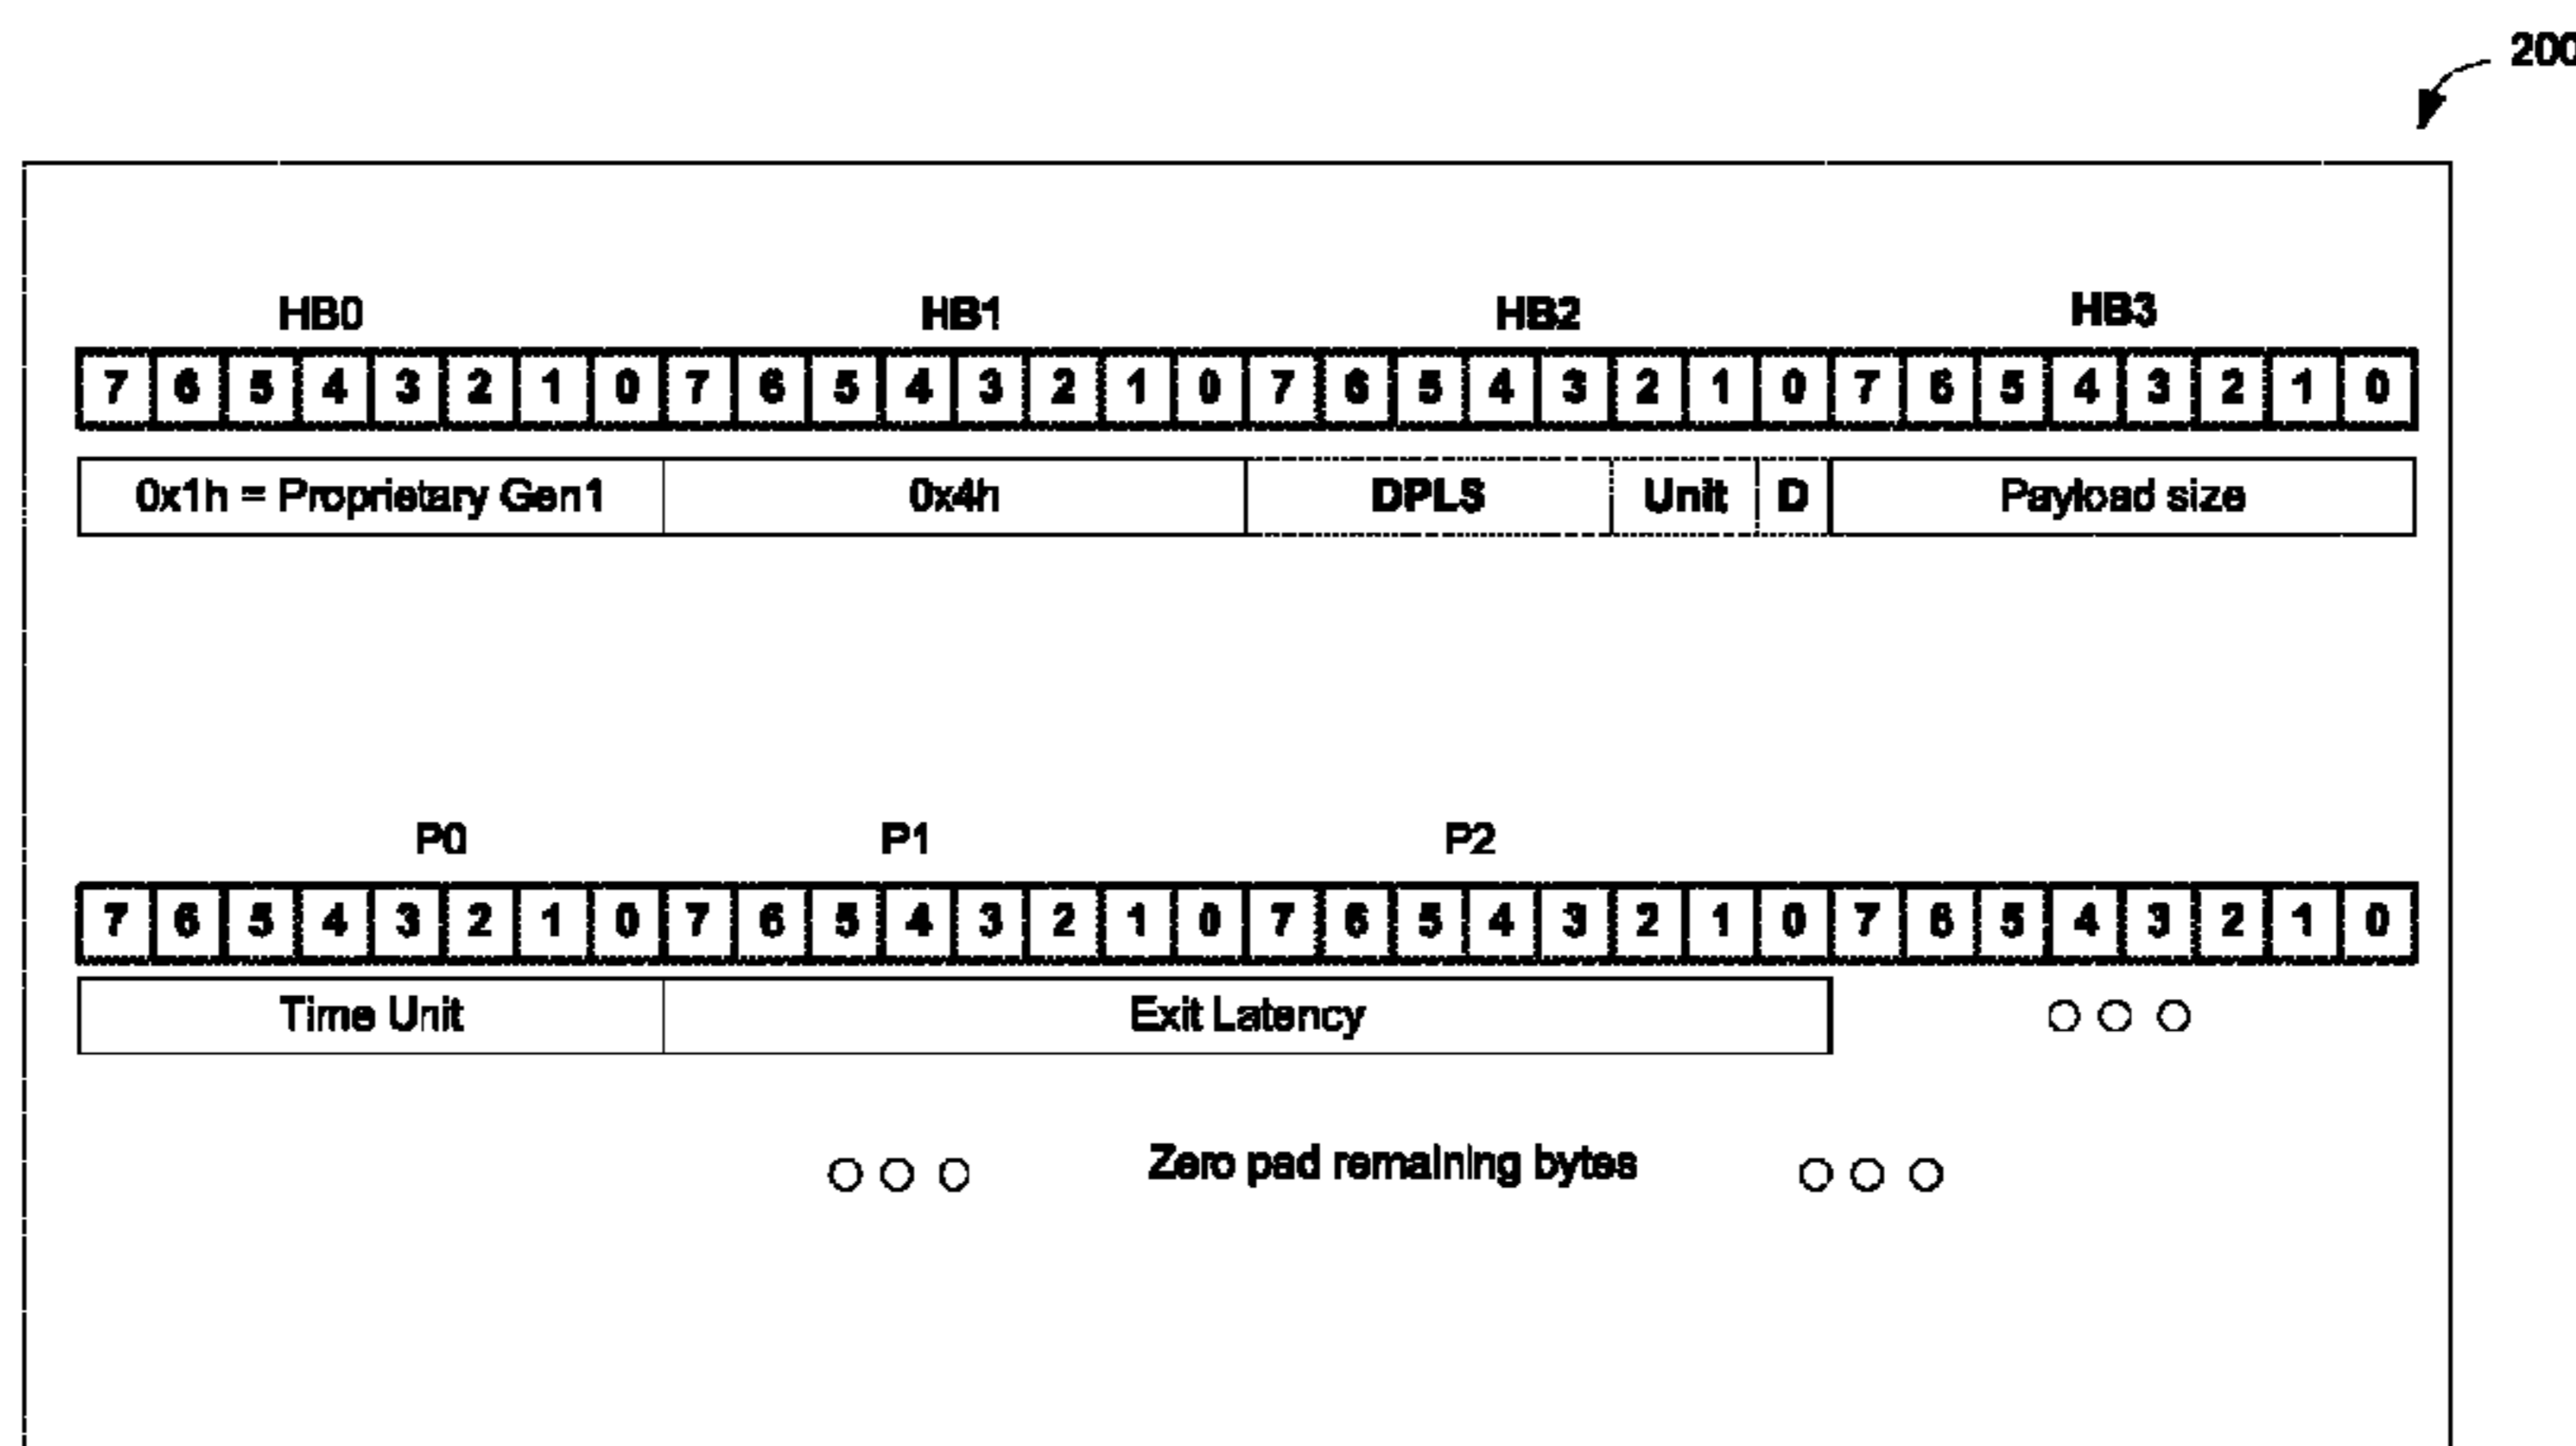 200
HB0 HB1 HB2 HB3
7 6 5 4 3 2 1 0 7 6 5 4 3 2 1 0 7 6 5 4 3 2 1 0 7 6 5 4 3 2 1 0
0x1h = Proprietary Gen1 0x4h DPLS Unit D Payload size
P0 P1 P2
7 6 5 4 3 2 1 0 7 6 5 4 3 2 1 0 7 6 5 4 3 2 1 0 7 6 5 4 3 2 1 0
Time Unit Exit Latency
Zero pad remaining bytes